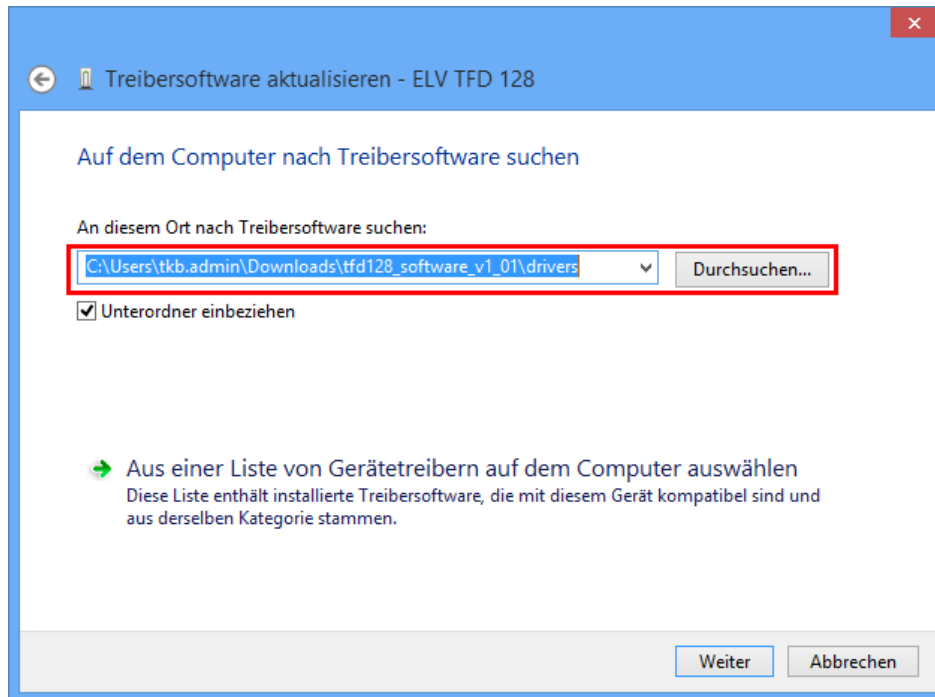 Treibersoftware aktualisieren - ELV TFD 128
Auf dem Computer nach Treibersoftware suchen
An diesem Ort nach Treibersoftware suchen:
C:\Users\tkb.admin\Downloads\tfd128_software_v1_01\drivers
Durchsuchen...
Unterordner einbeziehen
Aus einer Liste von Gerätetreibern auf dem Computer auswählen
Diese Liste enthält installierte Treibersoftware, die mit diesem Gerät kompatibel sind und
aus derselben Kategorie stammen.
Weiter
Abbrechen